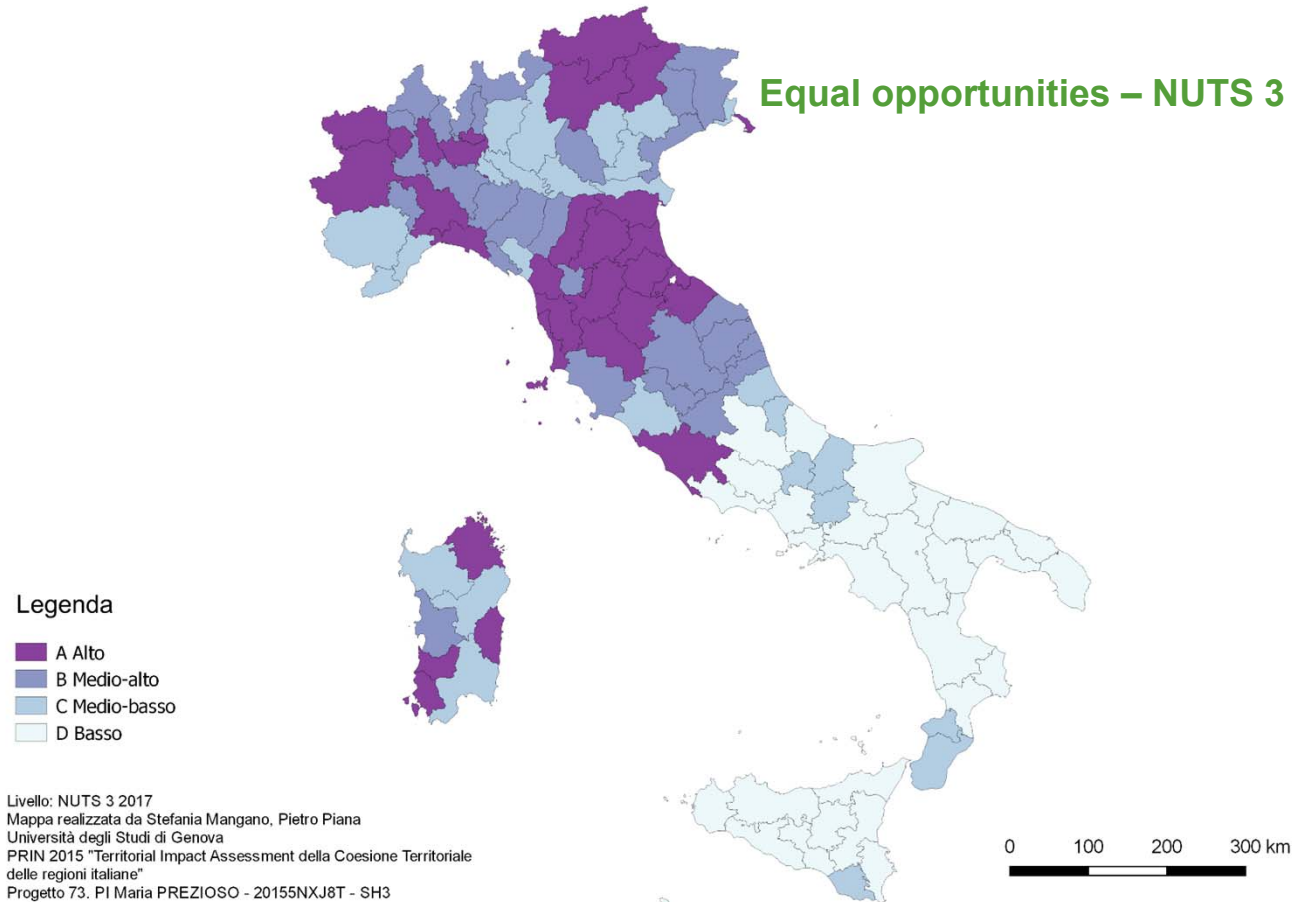 Equal opportunities – NUTS 3
Legenda
A Alto
B Medio-alto
C Medio-basso
D Basso
Livello: NUTS 3 2017
Mappa realizzata da Stefania Mangano, Pietro Piana
Università degli Studi di Genova
PRIN 2015 "Territorial Impact Assessment della Coesione Territoriale
delle regioni italiane"
Progetto 73. PI Maria PREZIOSO - 20155NXJ8T - SH3
0 100 200 300 km